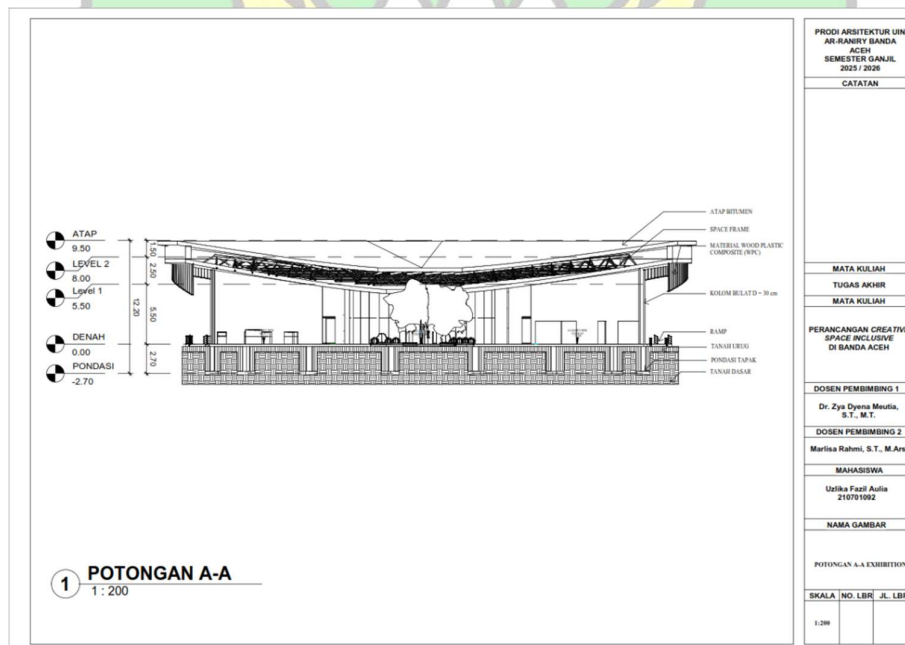 ATAP
9.50
LEVEL 2
8.00
Level 1
5.50
DENAH
0.00
PONDASI
-2.70
12.20
1.50
2.50
5.50
2.70
ATAP BITUMEN
SPACE FRAME
MATERIAL WOOD PLASTIC
COMPOSITE (WPC)
KOLOM BULAT D = 30 cm
RAMP
TANAH URUG
PONDASI TAPAK
TANAH DASAR
1
POTONGAN A-A
1 : 200
PRODI ARSITEKTUR UIN
AR-RANIRY BANDA
ACEH
SEMESTER GANJIL
2025 / 2026
CATATAN
MATA KULIAH
TUGAS AKHIR
MATA KULIAH
PERANCANGAN CREATIVE
SPACE INCLUSIVE
DI BANDA ACEH
DOSEN PEMBIMBING 1
Dr. Zya Dyena Meutia,
S.T., M.T.
DOSEN PEMBIMBING 2
Marlisa Rahmi, S.T., M.Ars
MAHASISWA
Uzlika Fazil Aulia
210701092
NAMA GAMBAR
POTONGAN A-A EXHIBITION
SKALA NO. LBR JL. LBR
1:200